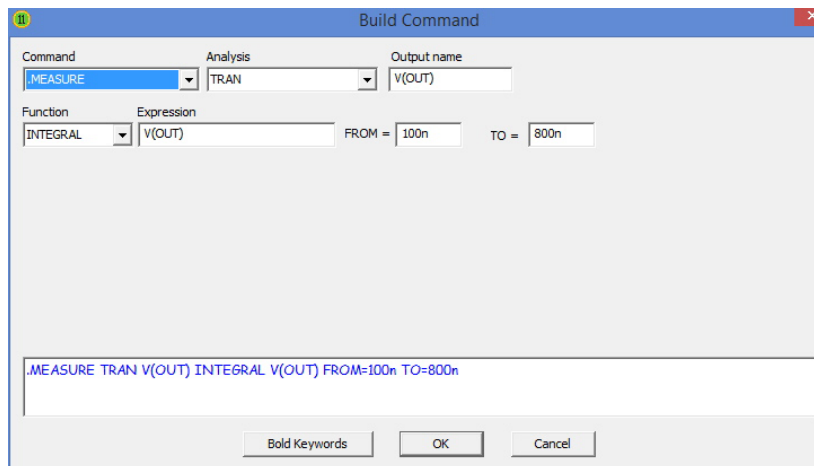 Build Command
Command Analysis Output name
.MEASURE TRAN V(OUT)
Function Expression
INTEGRAL V(OUT) FROM = 100n TO = 800n
.MEASURE TRAN V(OUT) INTEGRAL V(OUT) FROM=100n TO=800n
Bold Keywords OK Cancel